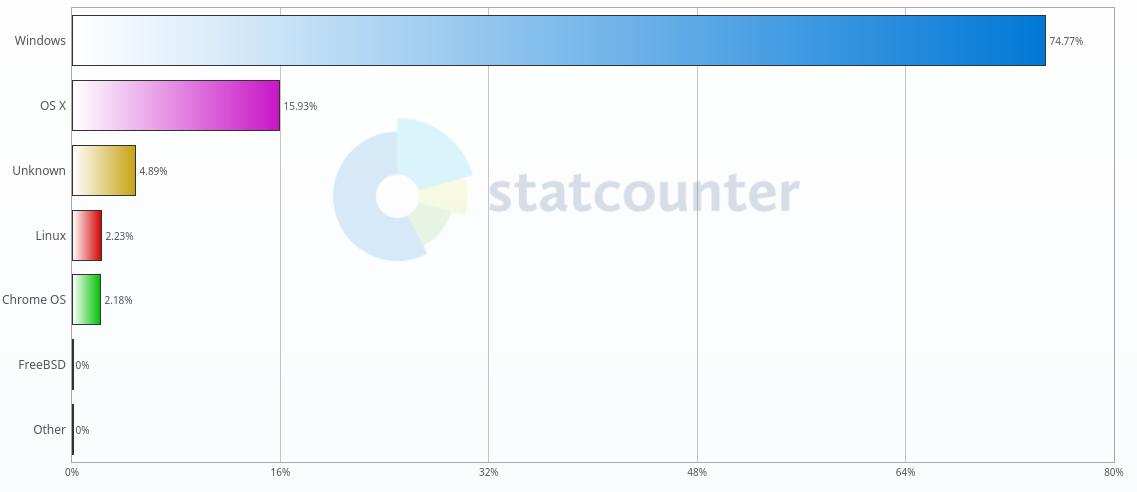 Windows 74.77%
OS X 15.93%
Unknown 4.89%
statcounter
Linux 2.23%
Chrome OS 2.18%
FreeBSD 0%
Other 0%
0% 16% 32% 48% 64% 80%